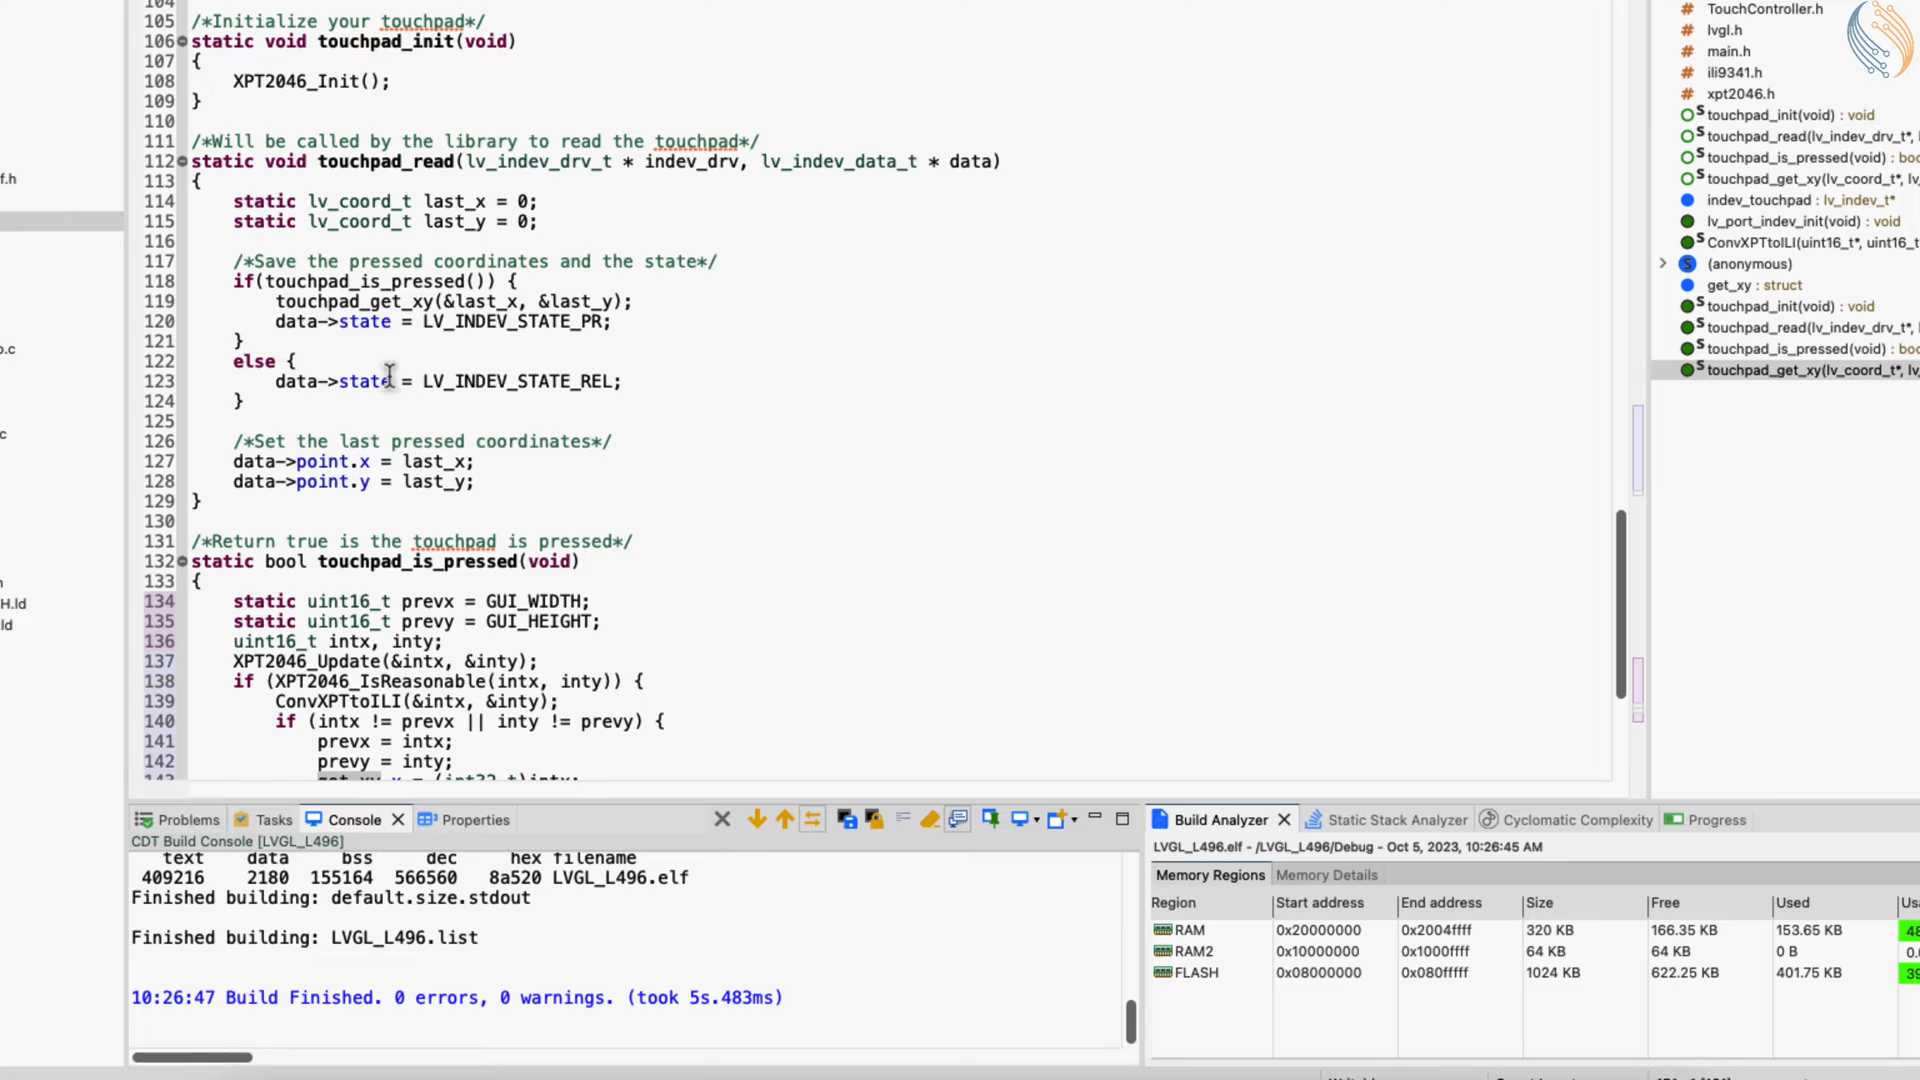 104
105 /*Initialize your touchpad*/
106 static void touchpad_init(void)
107 {
108 XPT2046_Init();
109 }
110
111 /*Will be called by the library to read the touchpad*/
112 static void touchpad_read(lv_indev_drv_t * indev_drv, lv_indev_data_t * data)
113 {
114 static lv_coord_t last_x = 0;
115 static lv_coord_t last_y = 0;
116
117 /*Save the pressed coordinates and the state*/
118 if(touchpad_is_pressed()) {
119 touchpad_get_xy(&last_x, &last_y);
120 data->state = LV_INDEV_STATE_PR;
121 }
122 else {
123 data->state = LV_INDEV_STATE_REL;
124 }
125
126 /*Set the last pressed coordinates*/
127 data->point.x = last_x;
128 data->point.y = last_y;
129 }
130
131 /*Return true is the touchpad is pressed*/
132 static bool touchpad_is_pressed(void)
133 {
134 static uint16_t prevx = GUI_WIDTH;
135 static uint16_t prevy = GUI_HEIGHT;
136 uint16_t intx, inty;
137 XPT2046_Update(&intx, &inty);
138 if (XPT2046_IsReasonable(intx, inty)) {
139 ConvXPTtoILI(&intx, &inty);
140 if (intx != prevx || inty != prevy) {
141 prevx = intx;
142 prevy = inty;
f.h
o.c
c
H.ld
ld
TouchController.h
lvgl.h
main.h
ili9341.h
xpt2046.h
touchpad_init(void) : void
touchpad_read(lv_indev_drv_t*, l
touchpad_is_pressed(void) : boo
touchpad_get_xy(lv_coord_t*, lv_
indev_touchpad : lv_indev_t*
lv_port_indev_init(void) : void
ConvXPTtoILI(uint16_t*, uint16_t
(anonymous)
get_xy : struct
touchpad_init(void) : void
touchpad_read(lv_indev_drv_t*, l
touchpad_is_pressed(void) : boo
touchpad_get_xy(lv_coord_t*, lv_
Problems Tasks Console Properties
CDT Build Console [LVGL_L496]
text data bss dec hex filename
409216 2180 155164 566560 8a520 LVGL_L496.elf
Finished building: default.size.stdout
Finished building: LVGL_L496.list
10:26:47 Build Finished. 0 errors, 0 warnings. (took 5s.483ms)
Build Analyzer Static Stack Analyzer Cyclomatic Complexity Progress
LVGL_L496.elf - /LVGL_L496/Debug - Oct 5, 2023, 10:26:45 AM
Memory Regions Memory Details
Region Start address End address Size Free Used Usa
RAM 0x20000000 0x2004ffff 320 KB 166.35 KB 153.65 KB 48
RAM2 0x10000000 0x1000ffff 64 KB 64 KB 0 B 0.0
FLASH 0x08000000 0x080fffff 1024 KB 622.25 KB 401.75 KB 39